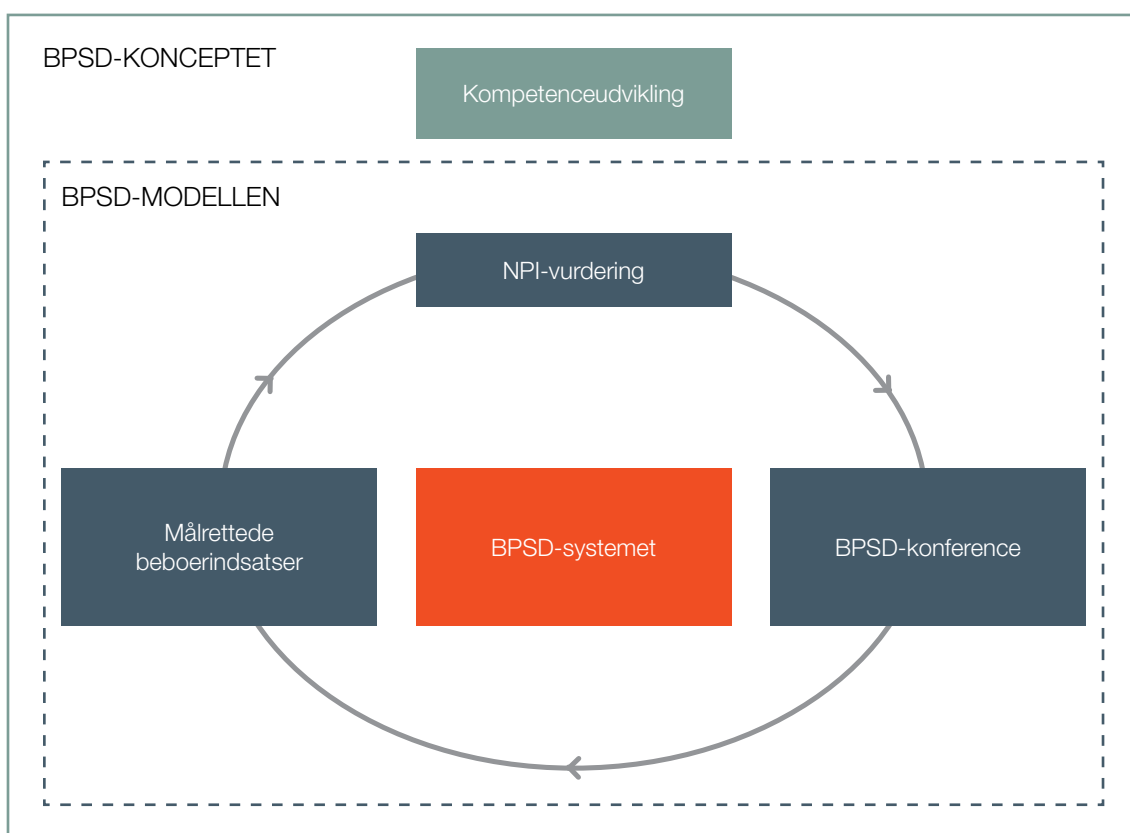 BPSD-KONCEPTET
Kompetenceudvikling
BPSD-MODELLEN
NPI-vurdering
Målrettede
beboerindsatser
BPSD-systemet
BPSD-konference